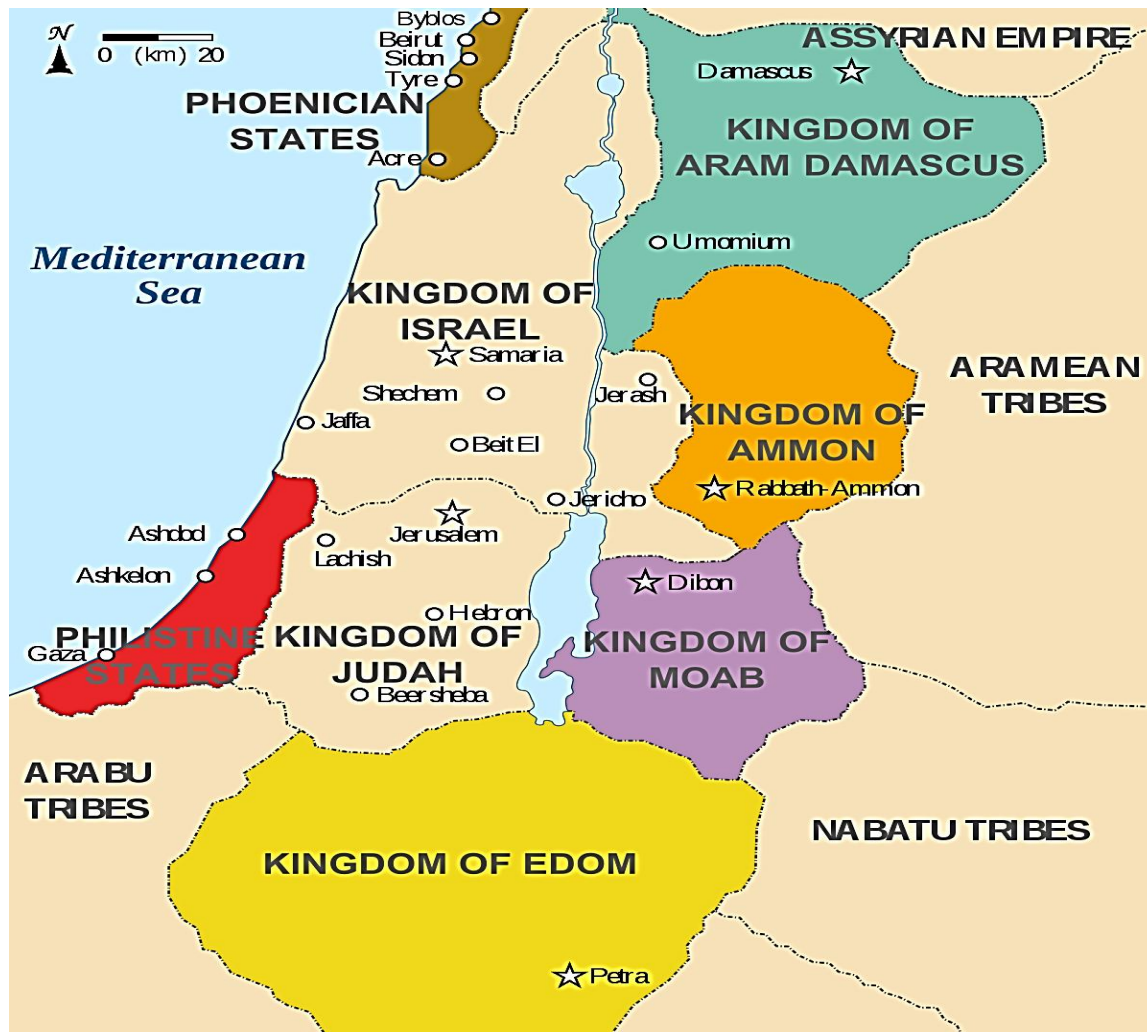 Byblos
Beirut
Sidon
Tyre
N
0 (km) 20
PHOENICIAN
STATES
Acre
ASSYRIAN EMPIRE
Damascus
KINGDOM OF
ARAM DAMASCUS
Umomium
Mediterranean
Sea
KINGDOM OF
ISRAEL
Samaria
Shechem
Jaffa
Beit El
Jerash
KINGDOM OF
AMMON
Rabbath-Ammon
ARAMEAN
TRIBES
Jericho
Jerusalem
Lachish
Ashdod
Ashkelon
Gaza
PHILISTINE
STATES
Hebron
KINGDOM OF
JUDAH
Beersheba
Dibon
KINGDOM OF
MOAB
ARABU
TRIBES
NABATU TRIBES
KINGDOM OF EDOM
Petra